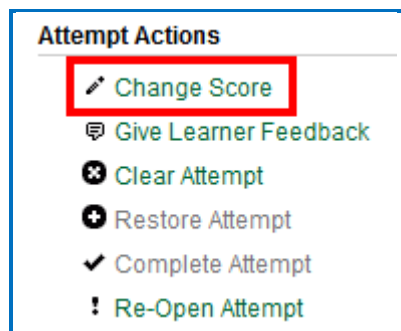 Attempt Actions
Change Score
Give Learner Feedback
Clear Attempt
Restore Attempt
Complete Attempt
Re-Open Attempt